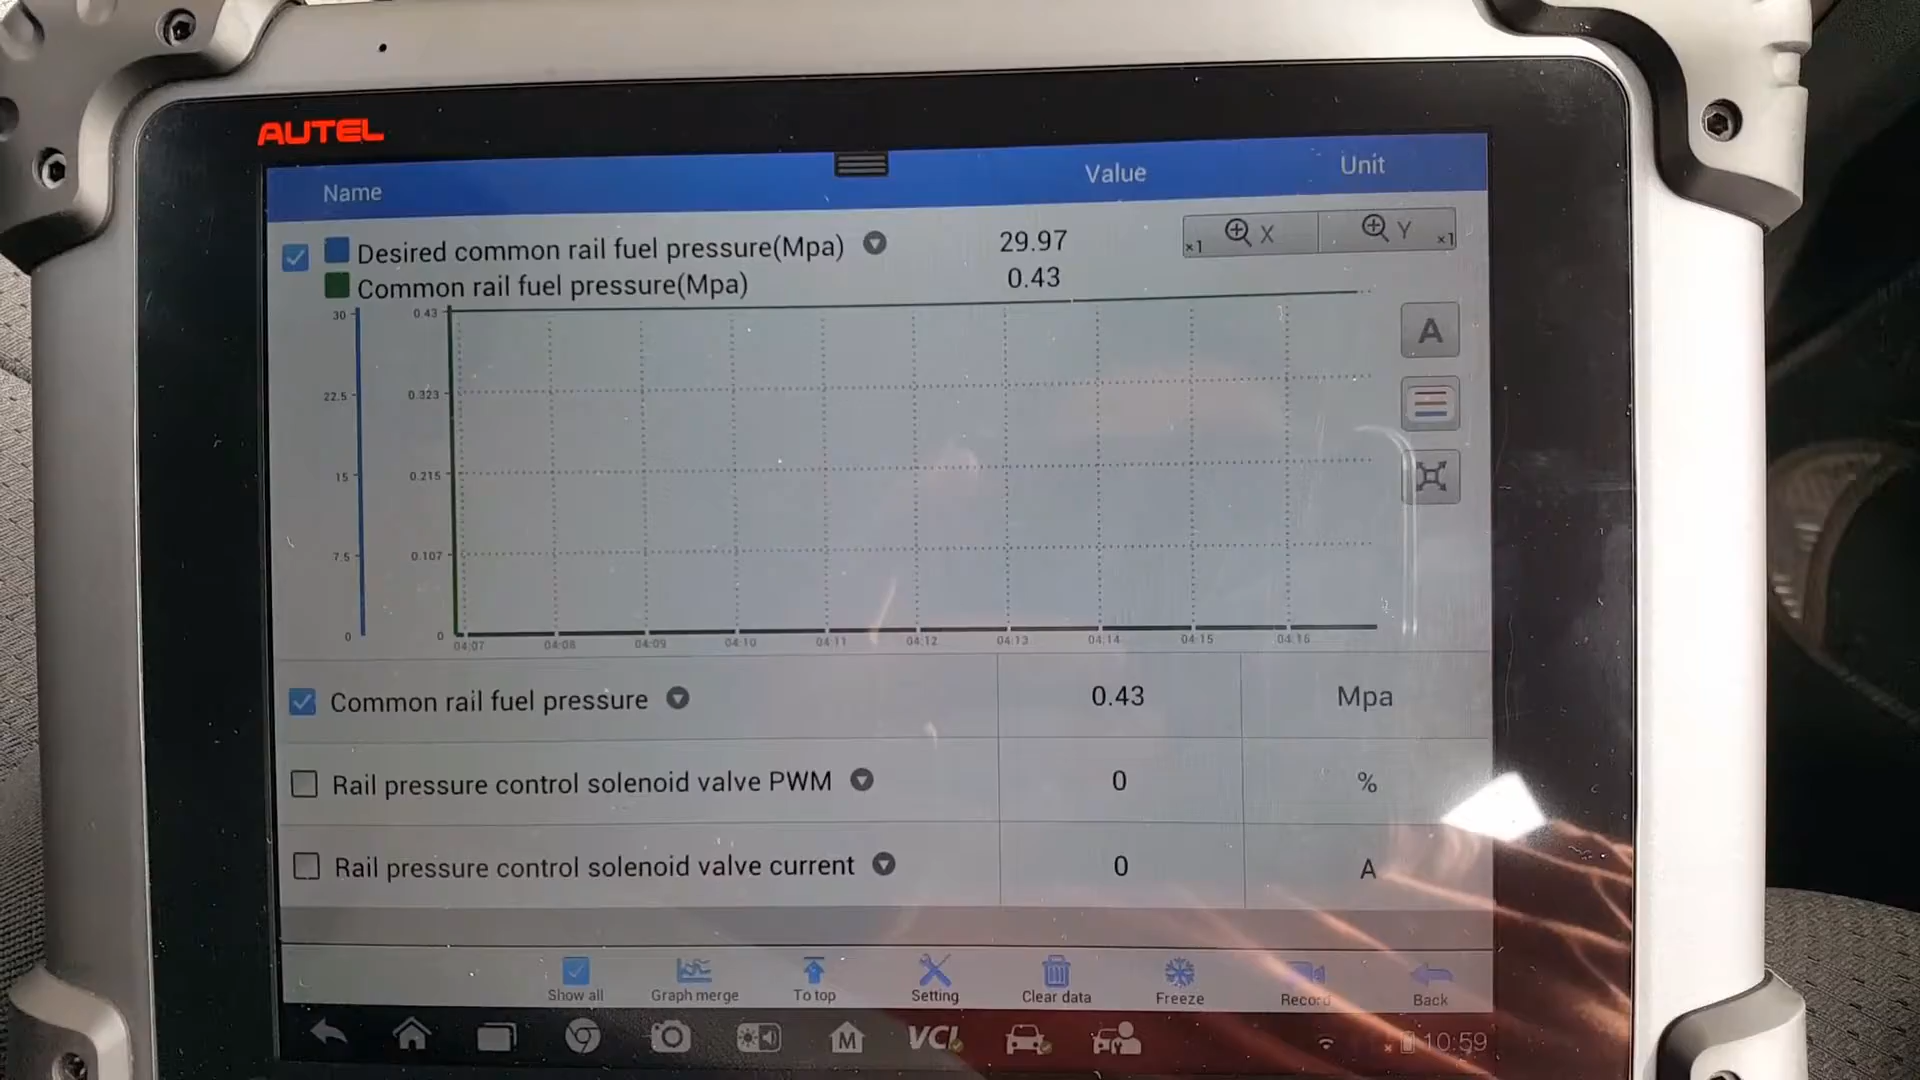 AUTEL
Name Value Unit
Desired common rail fuel pressure(Mpa) 29.97 ×1 X Y ×1
Common rail fuel pressure(Mpa) 0.43
30 0.43 A
22.5 0.323
15 0.215
7.5 0.107
0 0
04:07 04:08 04:09 04:10 04:11 04:12 04:13 04:14 04:15 04:16
Common rail fuel pressure 0.43 Mpa
Rail pressure control solenoid valve PWM 0 %
Rail pressure control solenoid valve current 0 A
Show all Graph merge To top Setting Clear data Freeze Record Back
M VCI 10:59